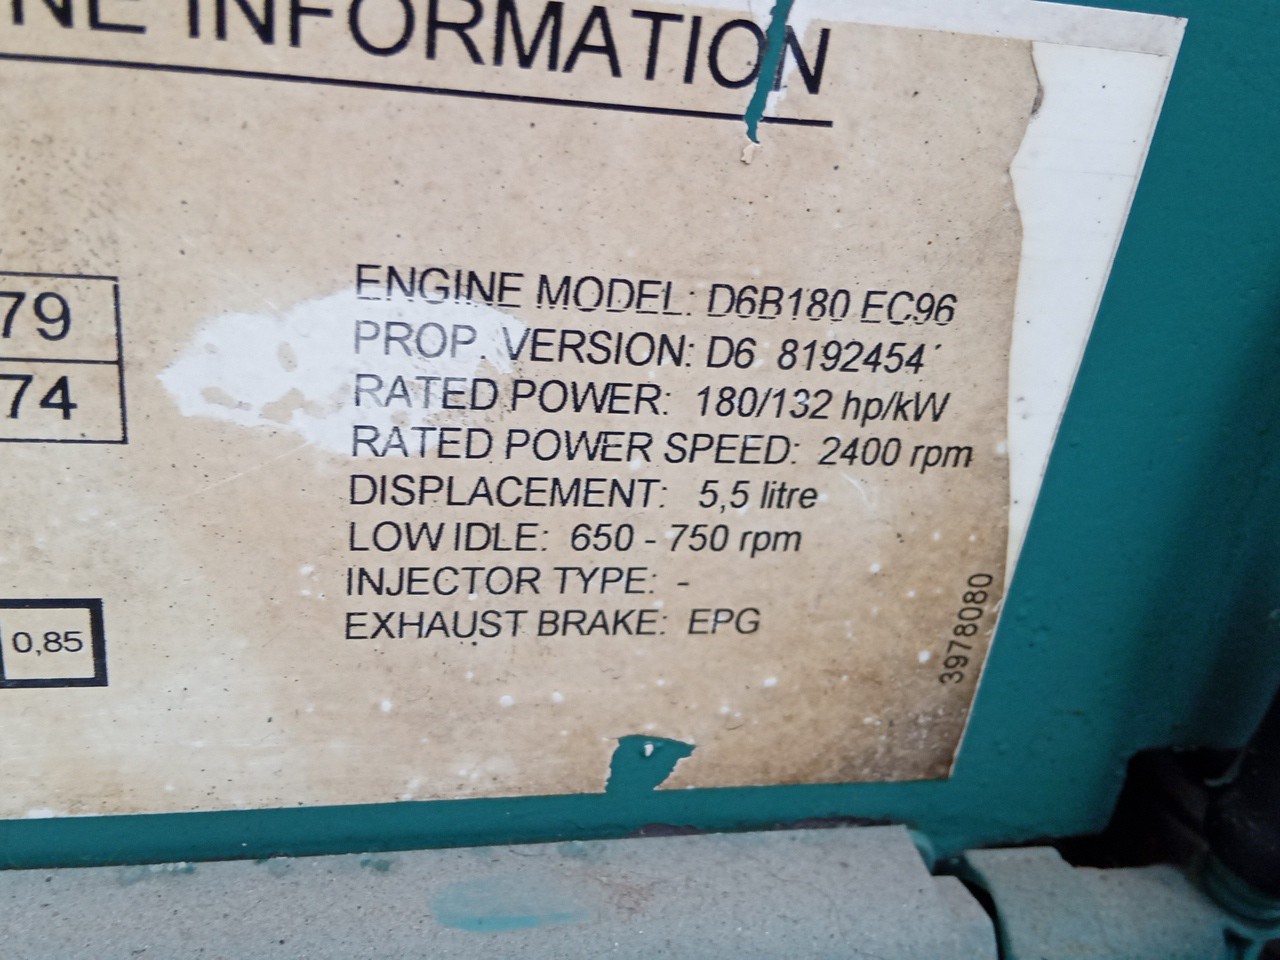 NE INFORMATION
79
74
ENGINE MODEL: D6B180 EC96
PROP. VERSION: D6 8192454
RATED POWER: 180/132 hp/kW
RATED POWER SPEED: 2400 rpm
DISPLACEMENT: 5,5 litre
LOW IDLE: 650 - 750 rpm
INJECTOR TYPE: -
EXHAUST BRAKE: EPG
0,85
3978080